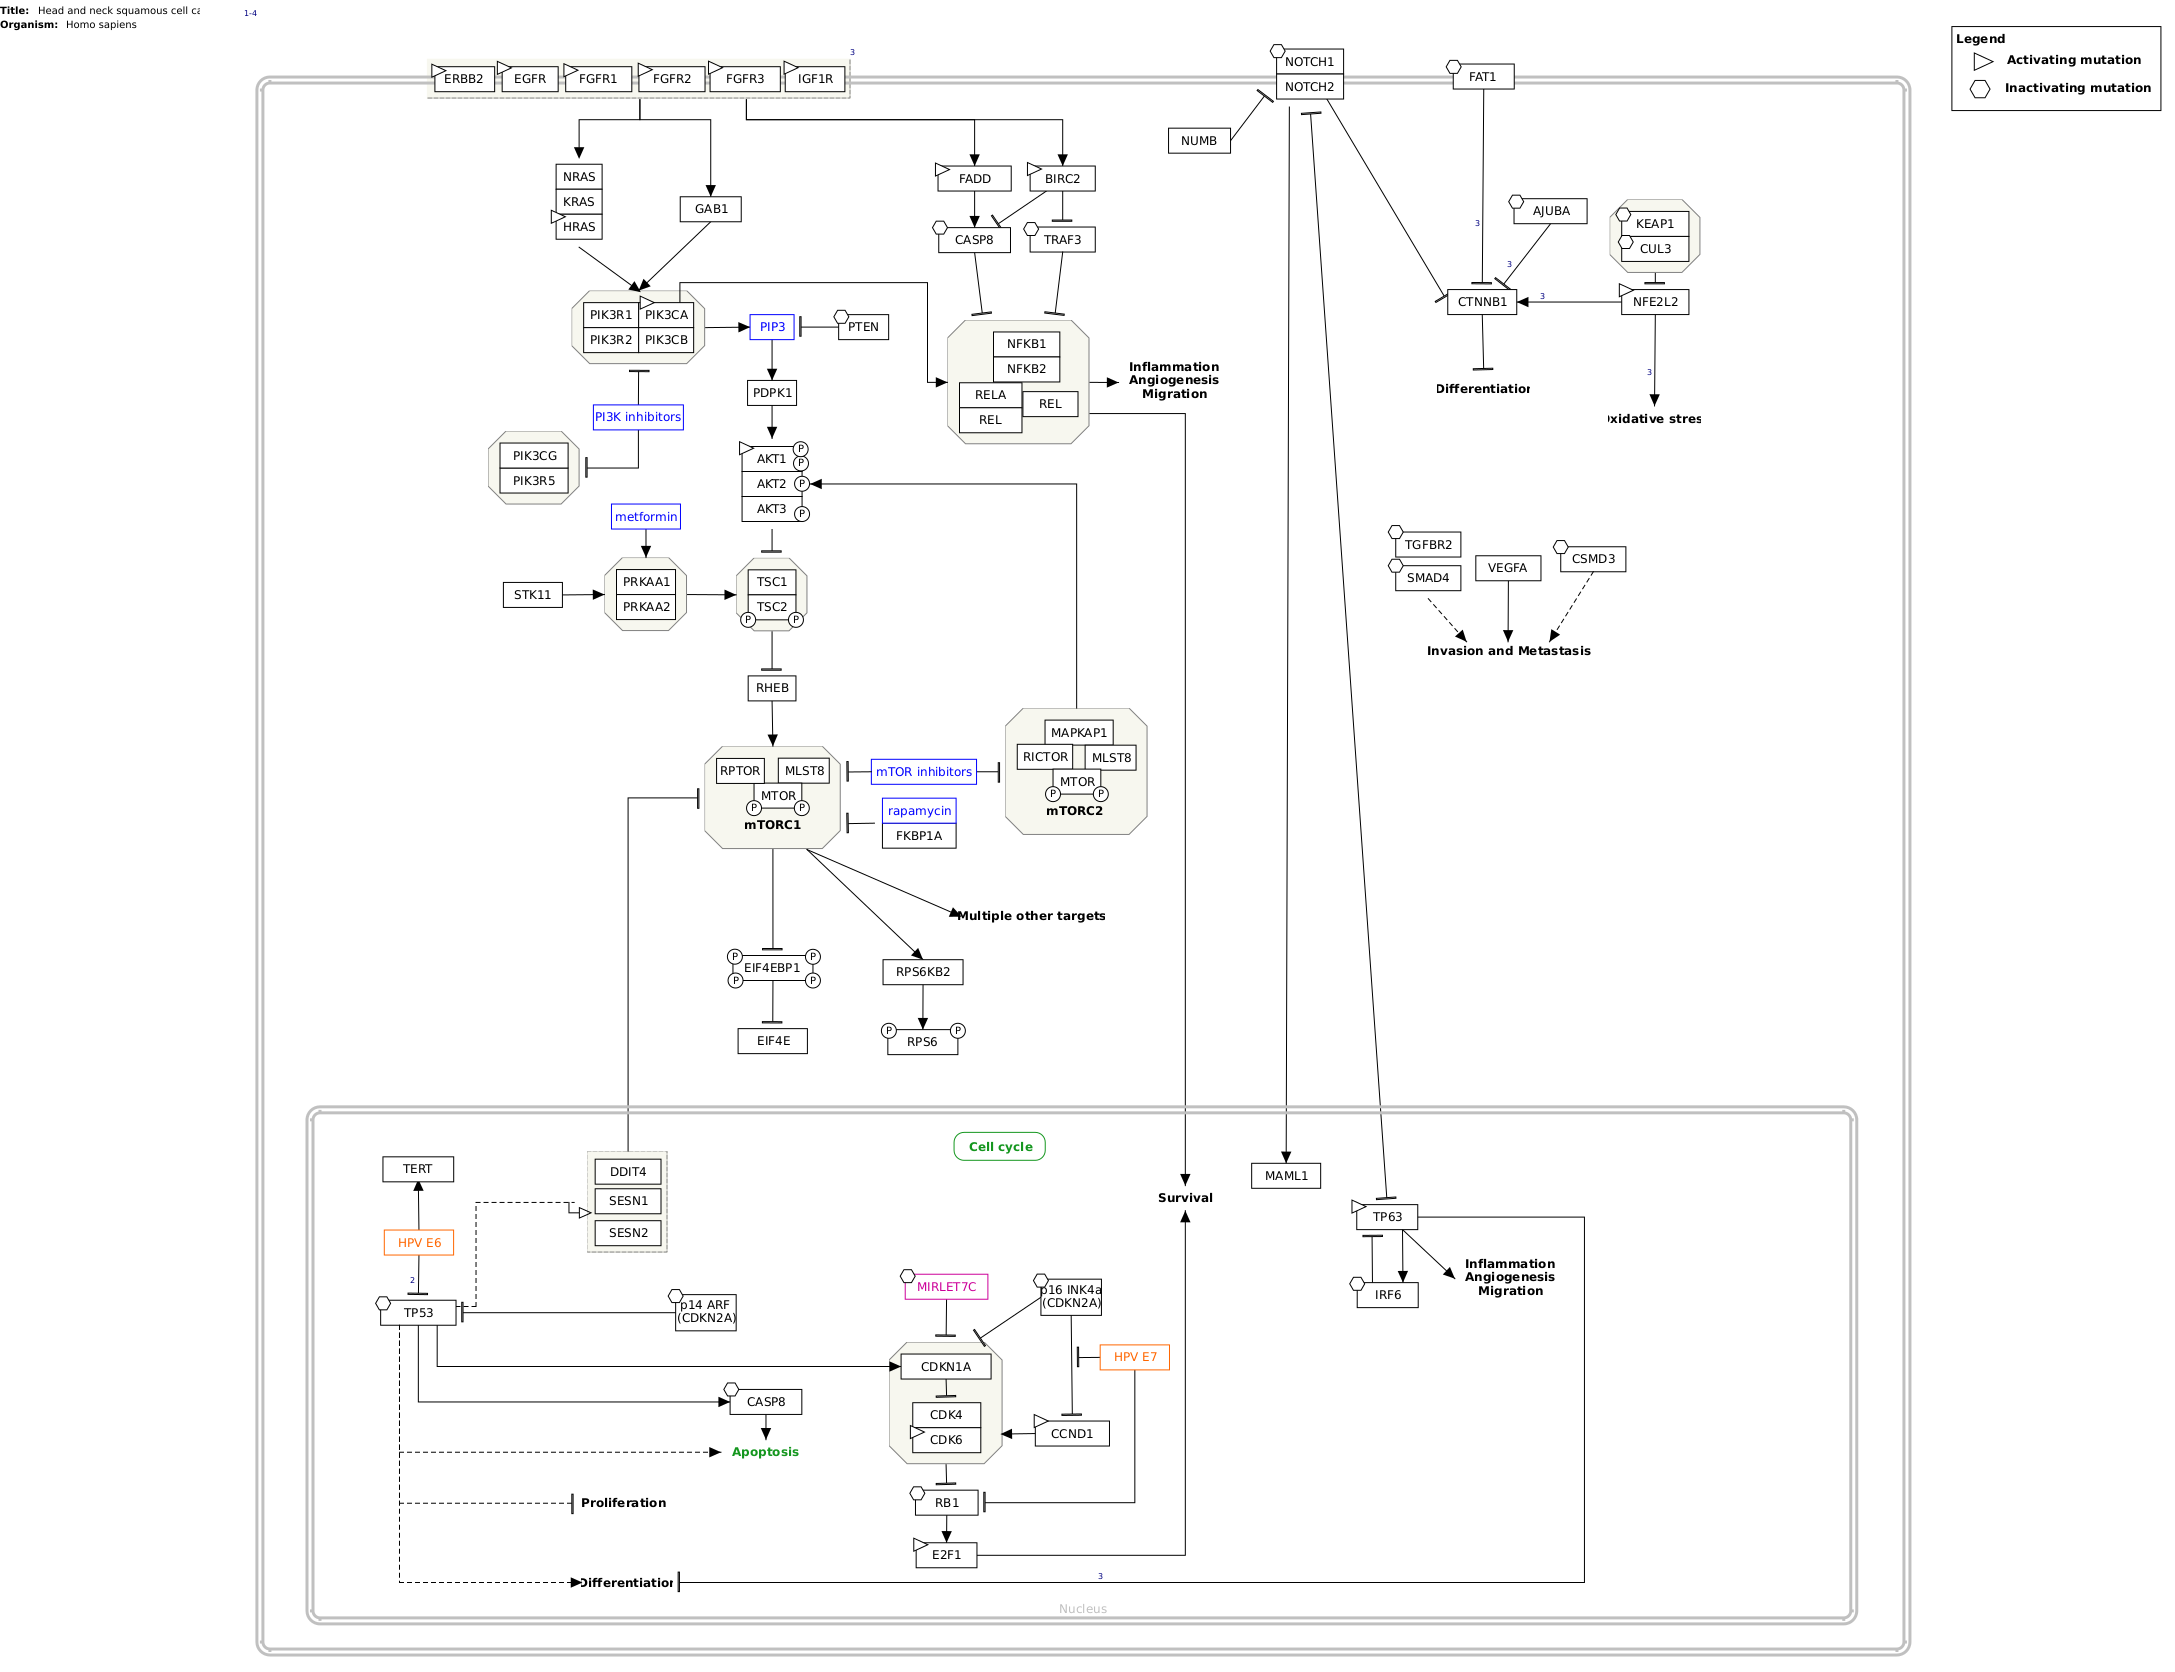 Title: Head and neck squamous cell ca
1-4
Organism: Homo sapiens
Legend
Activating mutation
Inactivating mutation
3
ERBB2
EGFR
FGFR1
FGFR2
FGFR3
IGF1R
NOTCH1
NOTCH2
FAT1
NUMB
NRAS
KRAS
HRAS
GAB1
FADD
BIRC2
CASP8
TRAF3
3
AJUBA
3
KEAP1
CUL3
PIK3R1
PIK3CA
PIK3R2
PIK3CB
PIP3
PTEN
CTNNB1
3
NFE2L2
NFKB1
NFKB2
RELA
REL
REL
Inflammation
Angiogenesis
Migration
3
Differentiation
xidative stres
PDPK1
PI3K inhibitors
PIK3CG
PIK3R5
AKT1
P
P
AKT2
P
AKT3
P
metformin
STK11
PRKAA1
PRKAA2
TSC1
TSC2
P
P
TGFBR2
SMAD4
VEGFA
CSMD3
Invasion and Metastasis
RHEB
RPTOR
MLST8
MTOR
P
P
mTORC1
mTOR inhibitors
rapamycin
FKBP1A
MAPKAP1
RICTOR
MLST8
MTOR
P
P
mTORC2
Multiple other targets
P
P
EIF4EBP1
P
P
RPS6KB2
EIF4E
P
P
RPS6
Cell cycle
TERT
DDIT4
SESN1
SESN2
MAML1
Survival
TP63
HPV E6
2
TP53
p14 ARF
(CDKN2A)
MIRLET7C
p16 INK4a
(CDKN2A)
IRF6
Inflammation
Angiogenesis
Migration
HPV E7
CDKN1A
CASP8
CDK4
CDK6
CCND1
Apoptosis
Proliferation
RB1
E2F1
Differentiation
3
Nucleus